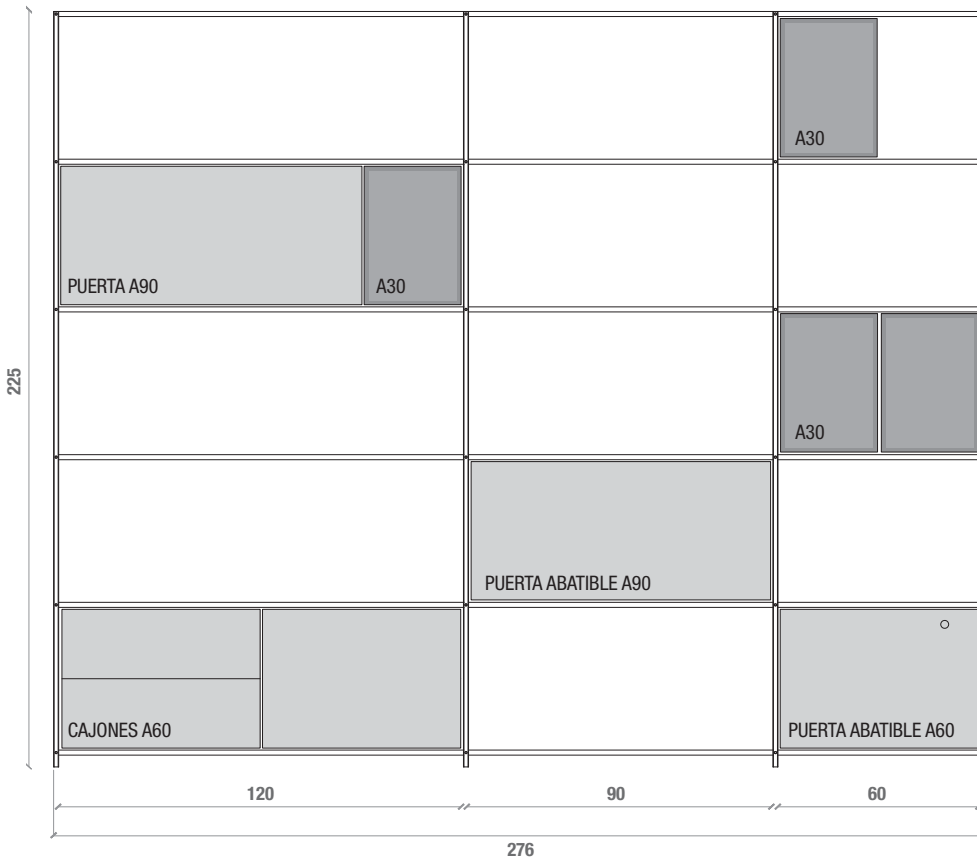 A30
PUERTA A90
A30
225
A30
PUERTA ABATIBLE A90
CAJONES A60
PUERTA ABATIBLE A60
120
90
60
276